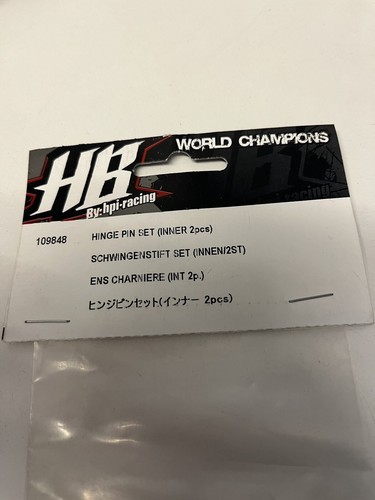 HB
By·hpi-racing
WORLD CHAMPIONS
109848
HINGE PIN SET (INNER 2pcs)
SCHWINGENSTIFT SET (INNEN/2ST)
ENS CHARNIERE (INT 2p.)
ヒンジピンセット(インナー 2pcs)